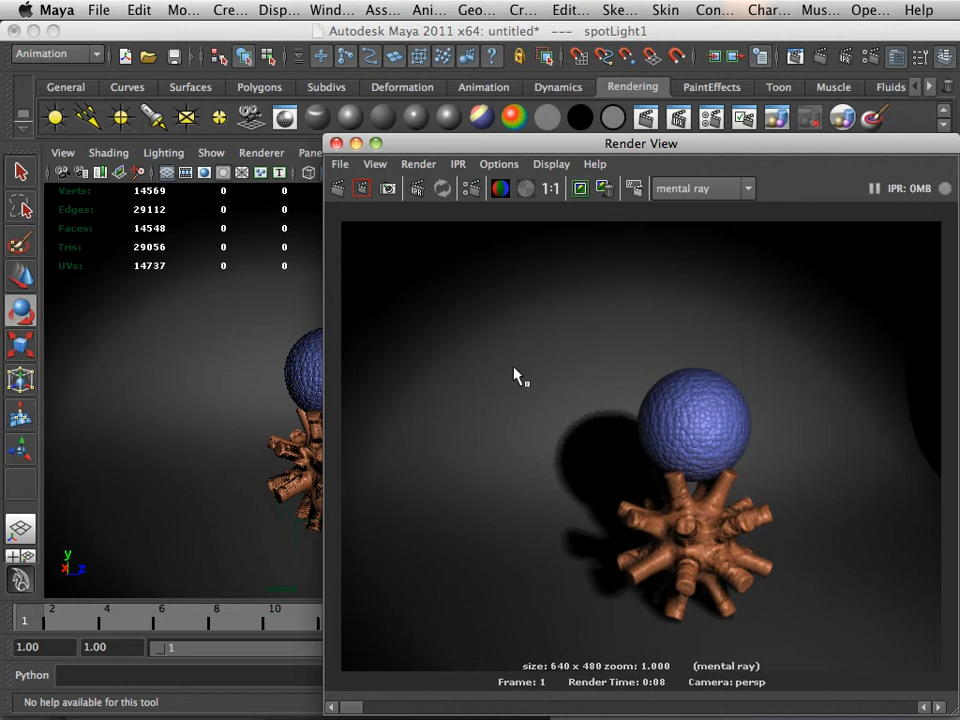 Maya File Edit Mo... Cre... Disp... Wind... Ass... Ani... Geo... Cr... Edit... Ske... Skin Con... Char... Mus... Ope... Help
Autodesk Maya 2011 x64: untitled* --- spotLight1
Animation
General Curves Surfaces Polygons Subdivs Deformation Animation Dynamics Rendering PaintEffects Toon Muscle Fluids
Render View
View Shading Lighting Show Renderer Pane
File View Render IPR Options Display Help
1:1 mental ray IPR: 0MB
Verts: 14569 0 0
Edges: 29112 0 0
Faces: 14548 0 0
Tris: 29056 0 0
UVs: 14737 0 0
y
x z
1 2 4 6 8 10
1.00 1.00 1
size: 640 x 480 zoom: 1.000 (mental ray)
Frame: 1 Render Time: 0:08 Camera: persp
Python
No help available for this tool